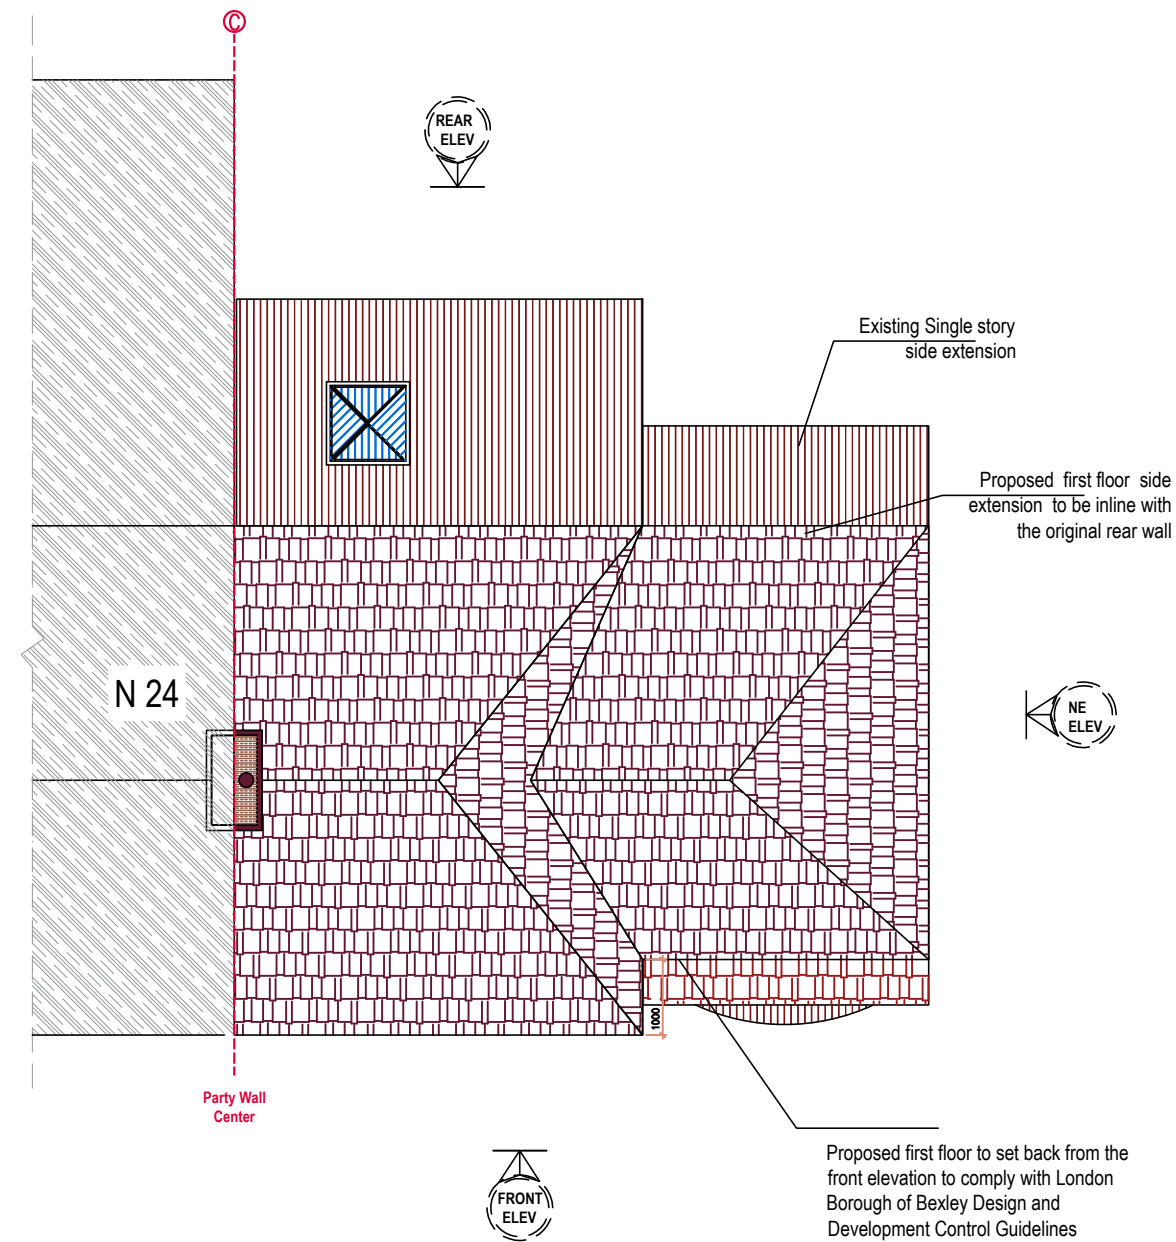 C
REAR
ELEV
Existing Single story
side extension
Proposed first floor side
extension to be inline with
the original rear wall
N 24
NE
ELEV
1000
Party Wall
Center
FRONT
ELEV
Proposed first floor to set back from the
front elevation to comply with London
Borough of Bexley Design and
Development Control Guidelines